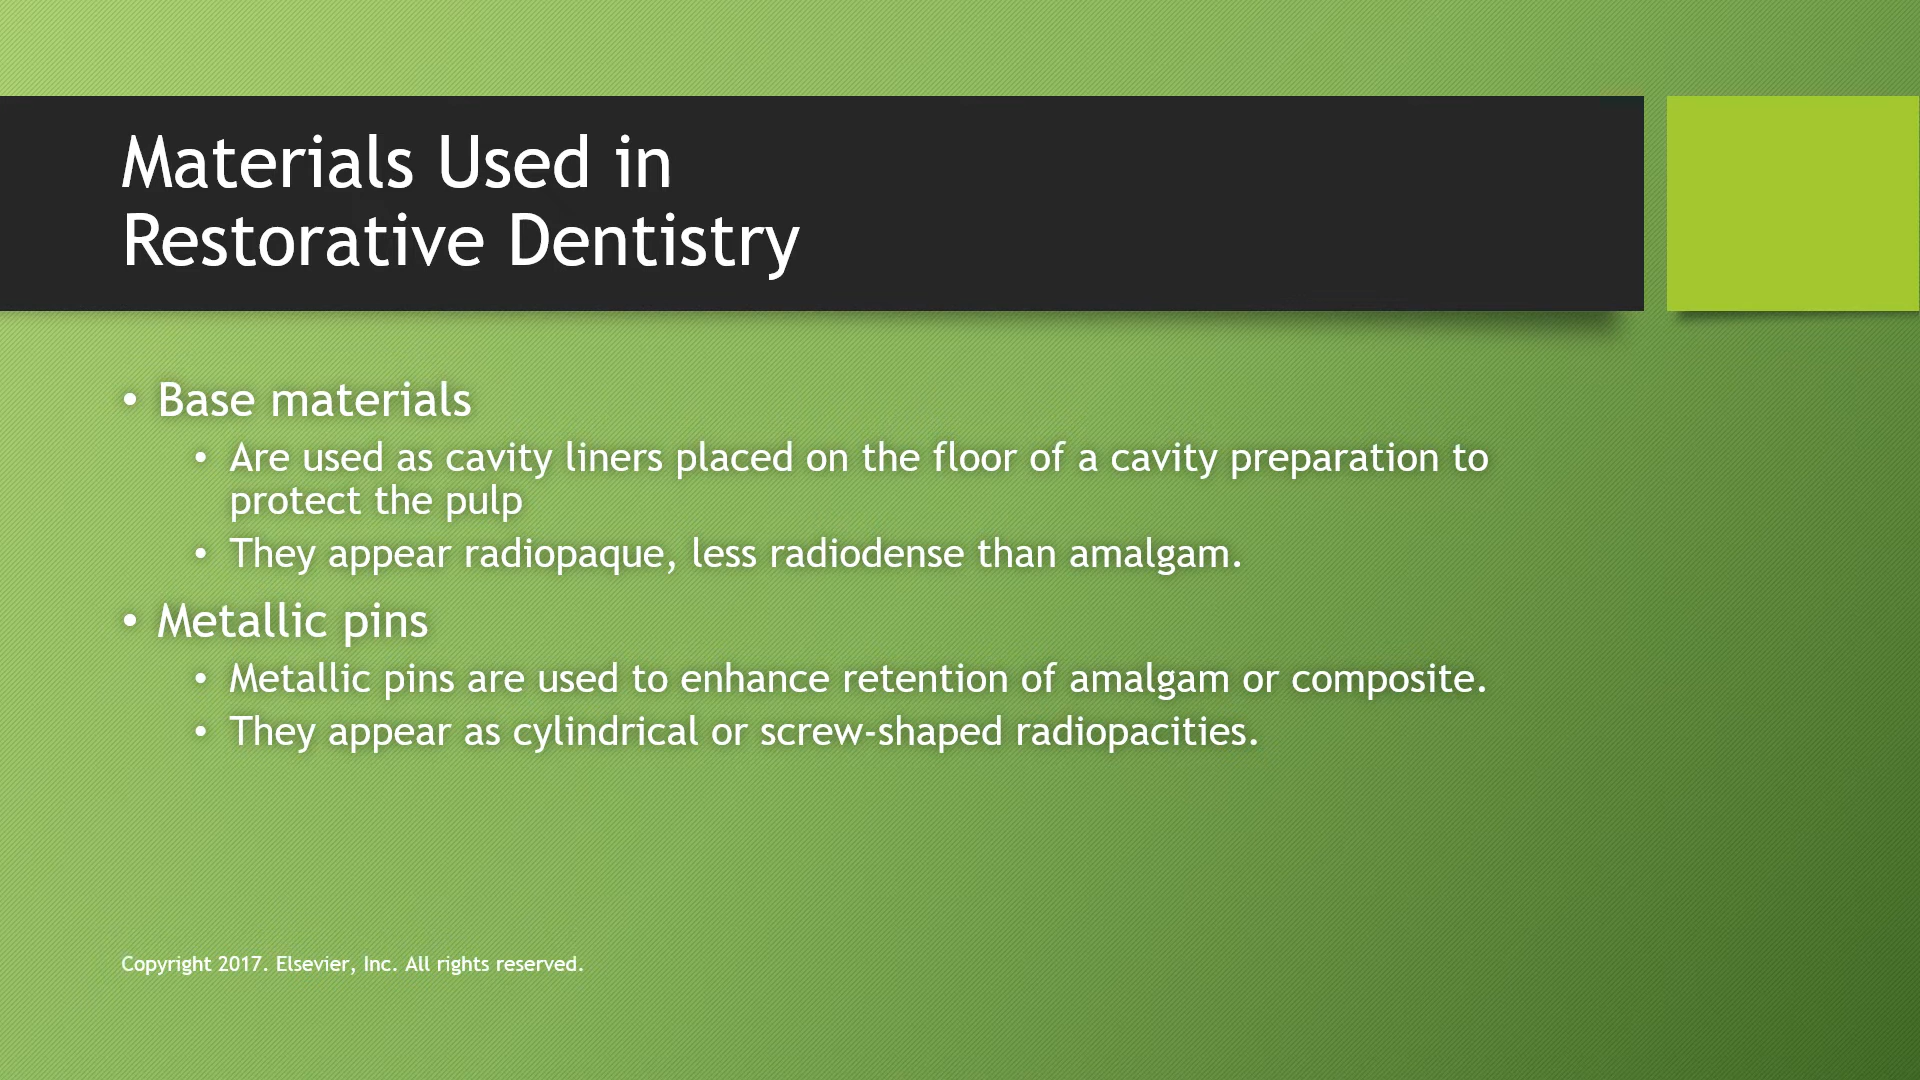 Materials Used in
Restorative Dentistry
• Base materials
• Are used as cavity liners placed on the floor of a cavity preparation to
protect the pulp
• They appear radiopaque, less radiodense than amalgam.
• Metallic pins
• Metallic pins are used to enhance retention of amalgam or composite.
• They appear as cylindrical or screw-shaped radiopacities.
Copyright 2017. Elsevier, Inc. All rights reserved.